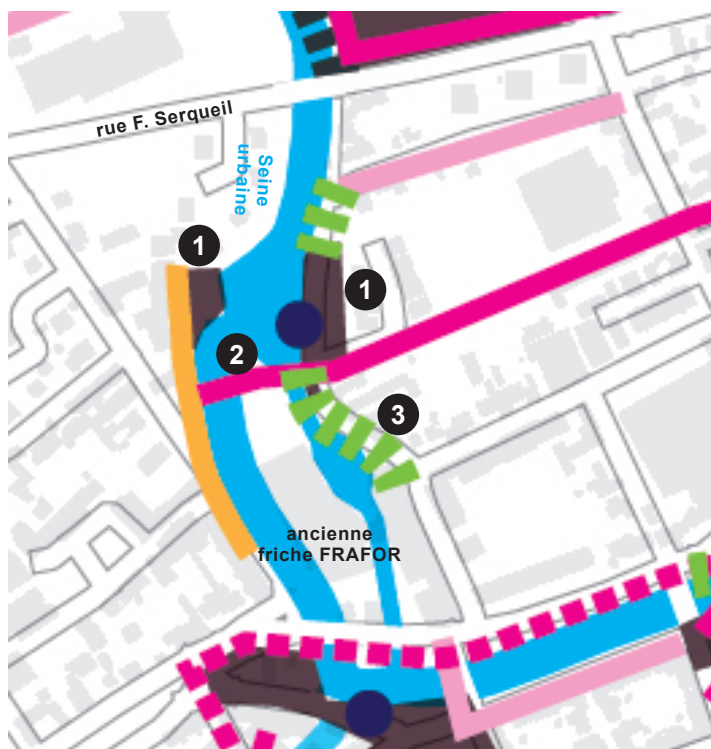 rue F. Serqueil
Seine
urbaine
1
1
2
3
ancienne
friche FRAFOR